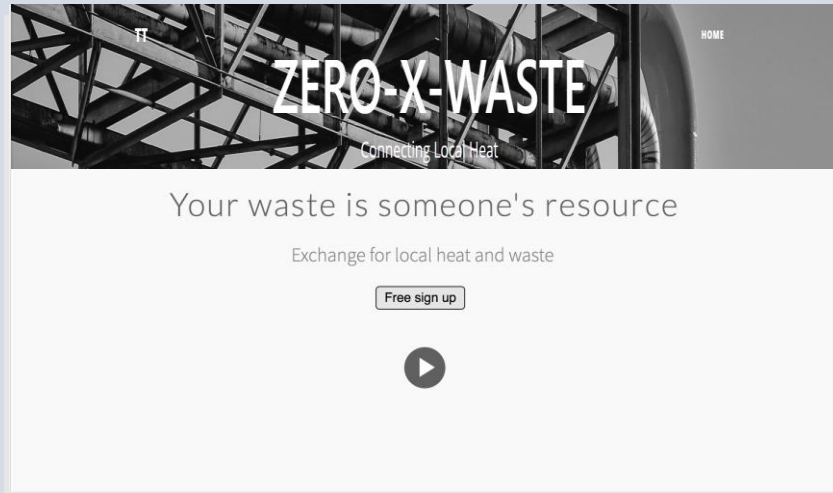 TT
HOME
ZERO-X-WASTE
Connecting Local Heat
Your waste is someone's resource
Exchange for local heat and waste
Free sign up